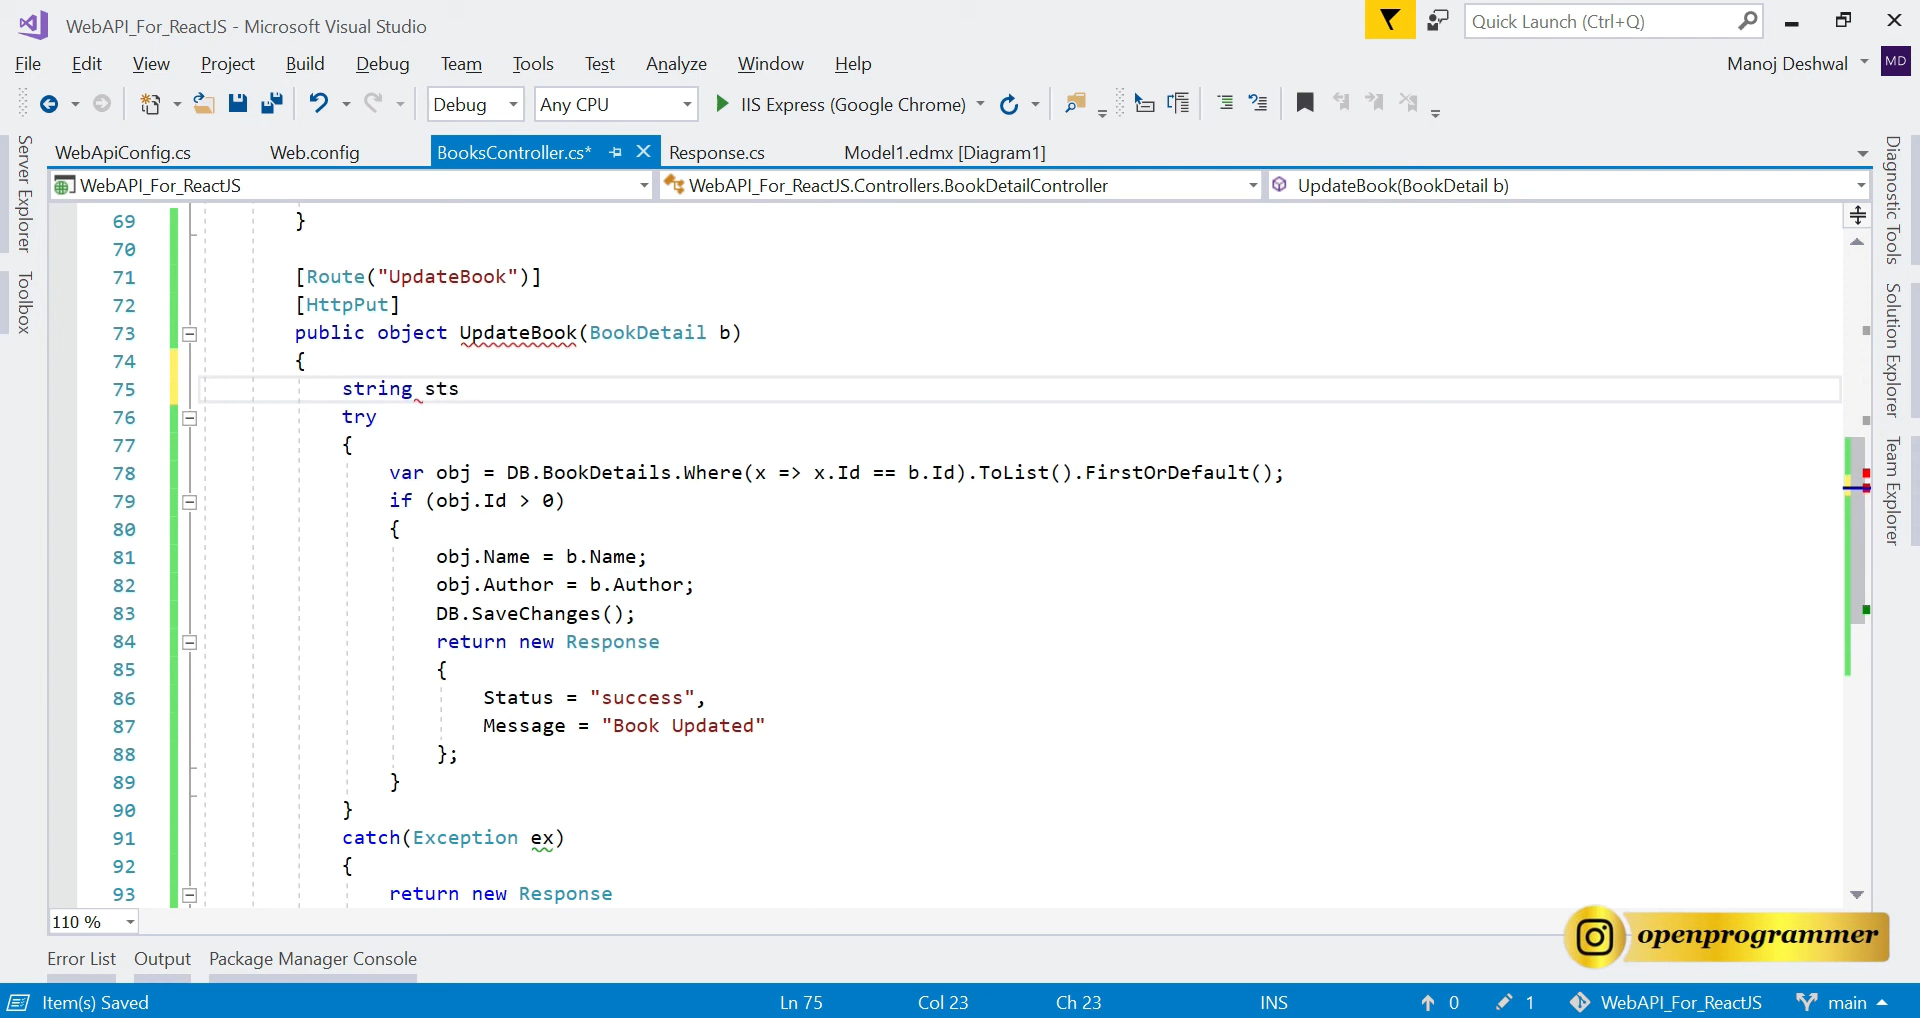 WebAPI_For_ReactJS - Microsoft Visual Studio
Quick Launch (Ctrl+Q)
File Edit View Project Build Debug Team Tools Test Analyze Window Help
Manoj Deshwal MD
Debug Any CPU IIS Express (Google Chrome)
WebApiConfig.cs Web.config BooksController.cs* Response.cs Model1.edmx [Diagram1]
WebAPI_For_ReactJS WebAPI_For_ReactJS.Controllers.BookDetailController UpdateBook(BookDetail b)
Server Explorer
Toolbox
69 }
70
71 [Route("UpdateBook")]
72 [HttpPut]
73 public object UpdateBook(BookDetail b)
74 {
75 string sts
76 try
77 {
78 var obj = DB.BookDetails.Where(x => x.Id == b.Id).ToList().FirstOrDefault();
79 if (obj.Id > 0)
80 {
81 obj.Name = b.Name;
82 obj.Author = b.Author;
83 DB.SaveChanges();
84 return new Response
85 {
86 Status = "success",
87 Message = "Book Updated"
88 };
89 }
90 }
91 catch(Exception ex)
92 {
93 return new Response
Diagnostic Tools
Solution Explorer
Team Explorer
110 %
openprogrammer
Error List Output Package Manager Console
Item(s) Saved Ln 75 Col 23 Ch 23 INS 0 1 WebAPI_For_ReactJS main